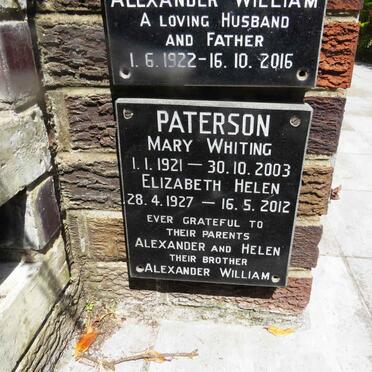 ALEXANDER WILLIAM
A LOVING HUSBAND
AND FATHER
1.6.1922-16.10.2016
PATERSON
MARY WHITING
1.1.1921 — 30.10.2003
ELIZABETH HELEN
28.4.1927 — 16.5.2012
EVER GRATEFUL TO
THEIR PARENTS
ALEXANDER AND HELEN
THEIR BROTHER
ALEXANDER WILLIAM